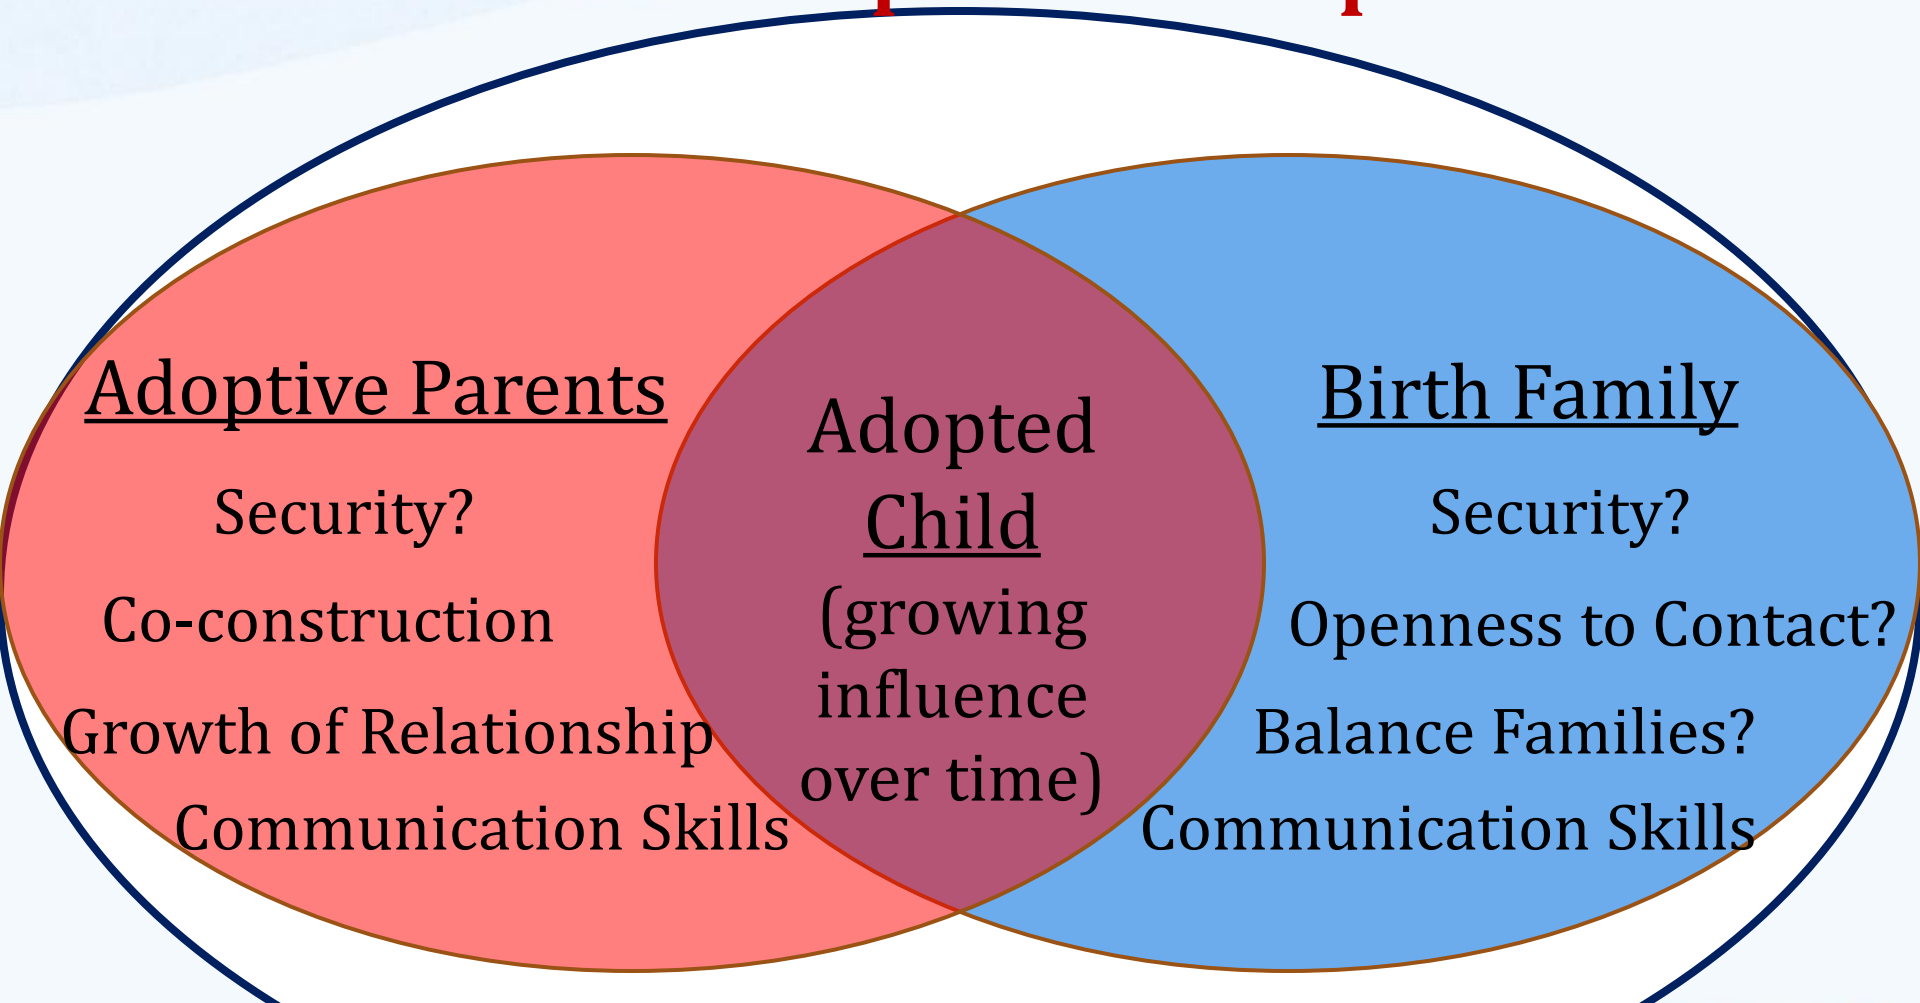 Adoptive Parents
Security?
Co-construction
Growth of Relationship
Communication Skills
Adopted
Child
(growing
influence
over time)
Birth Family
Security?
Openness to Contact?
Balance Families?
Communication Skills